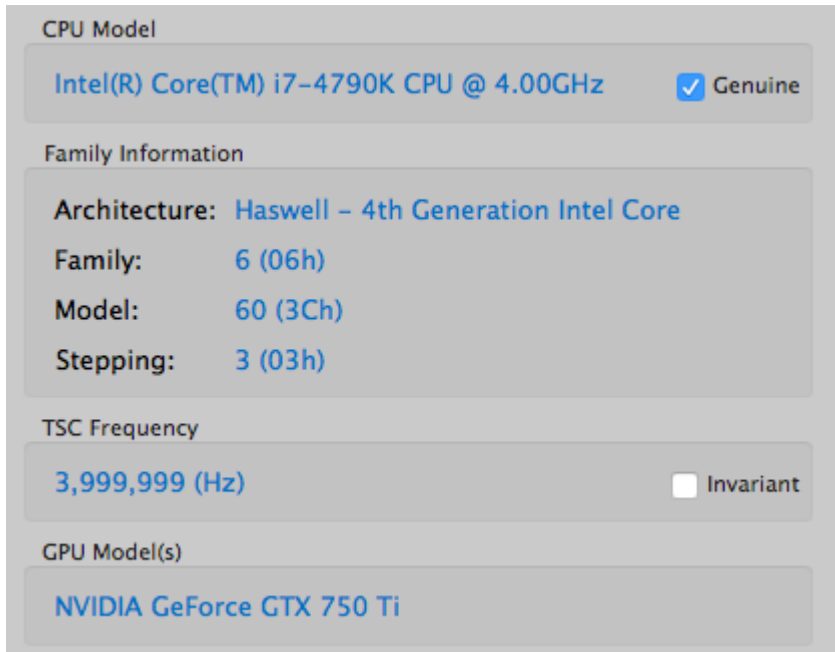 CPU Model
Intel(R) Core(TM) i7-4790K CPU @ 4.00GHz Genuine
Family Information
Architecture: Haswell - 4th Generation Intel Core
Family: 6 (06h)
Model: 60 (3Ch)
Stepping: 3 (03h)
TSC Frequency
3,999,999 (Hz) Invariant
GPU Model(s)
NVIDIA GeForce GTX 750 Ti